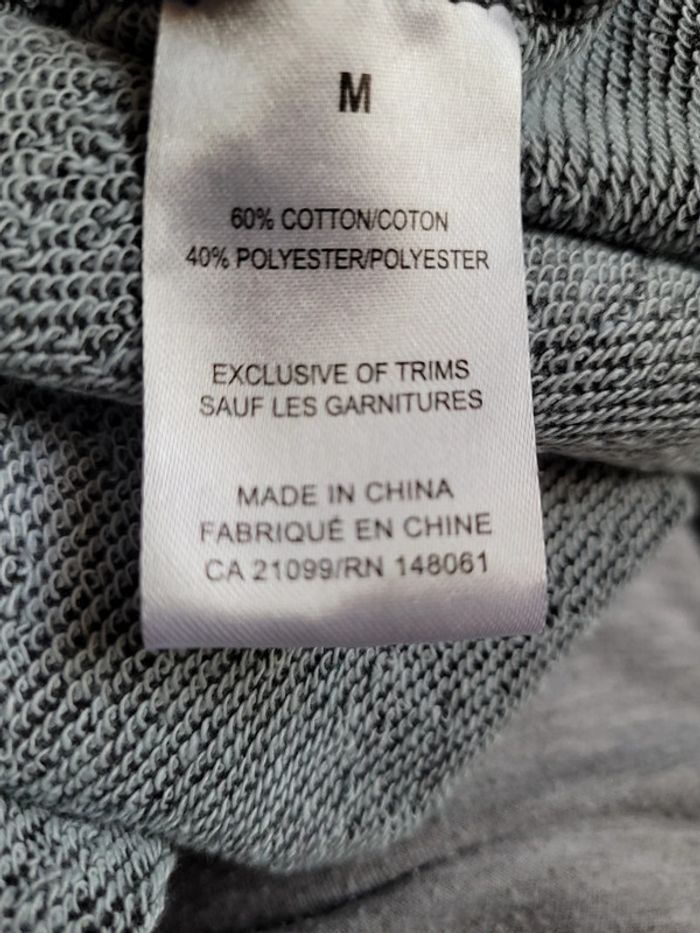 M
60% COTTON/COTON
40% POLYESTER/POLYESTER
EXCLUSIVE OF TRIMS
SAUF LES GARNITURES
MADE IN CHINA
FABRIQUÉ EN CHINE
CA 21099/RN 148061